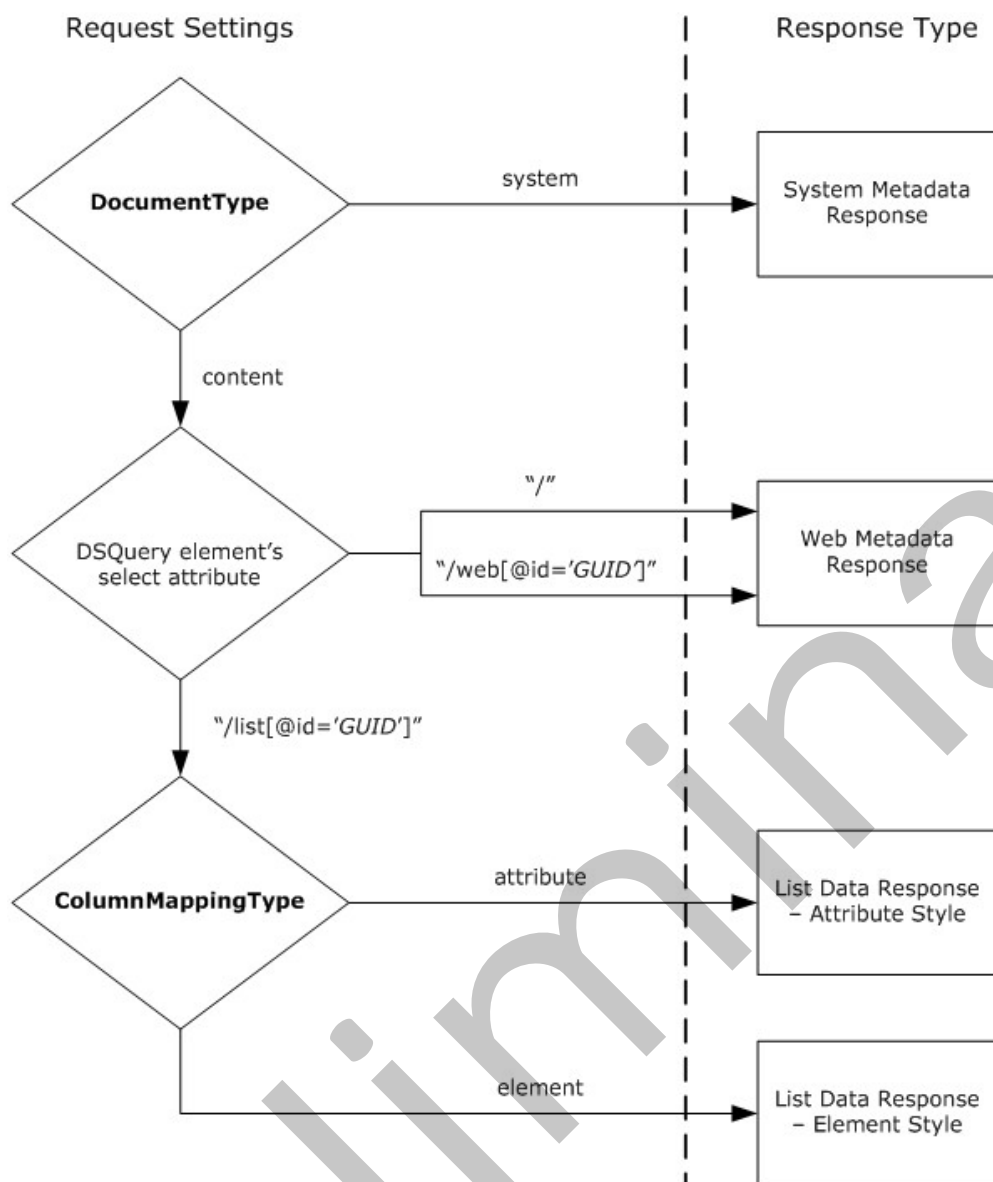 Request Settings
Response Type
DocumentType
system
System Metadata
Response
content
DSQuery element's
select attribute
“/”
“/web[@id=‘GUID’]”
Web Metadata
Response
“/list[@id=‘GUID’]”
ColumnMappingType
attribute
List Data Response
– Attribute Style
element
List Data Response
– Element Style
limina